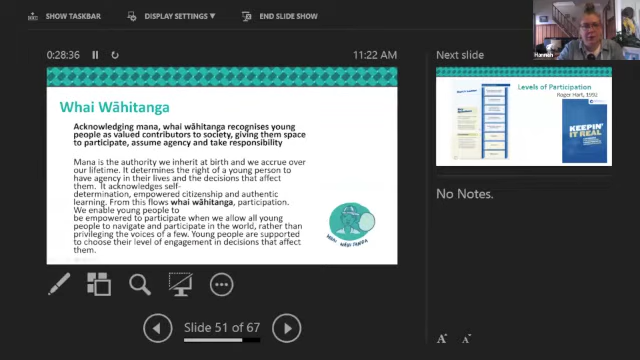 SHOW TASKBAR
DISPLAY SETTINGS ▼
END SLIDE SHOW
0:28:36
11:22 AM
Whai Wāhitanga
Acknowledging mana, whai wāhitanga recognises young
people as valued contributors to society, giving them space
to participate, assume agency and take responsibility
Mana is the authority we inherit at birth and we accrue over
our lifetime. It determines the right of a young person to
have agency in their lives and the decisions that affect
them. It acknowledges self-
determination, empowered citizenship and authentic
learning. From this flows whai wāhitanga, participation.
We enable young people to
be empowered to participate when we allow all young
people to navigate and participate in the world, rather than
privileging the voices of a few. Young people are supported
to choose their level of engagement in decisions that affect
them.
WHAI WĀHITANGA
Slide 51 of 67
Next slide
Levels of Participation
Roger Hart, 1992
KEEPIN'
IT REAL
No Notes.
Hannah